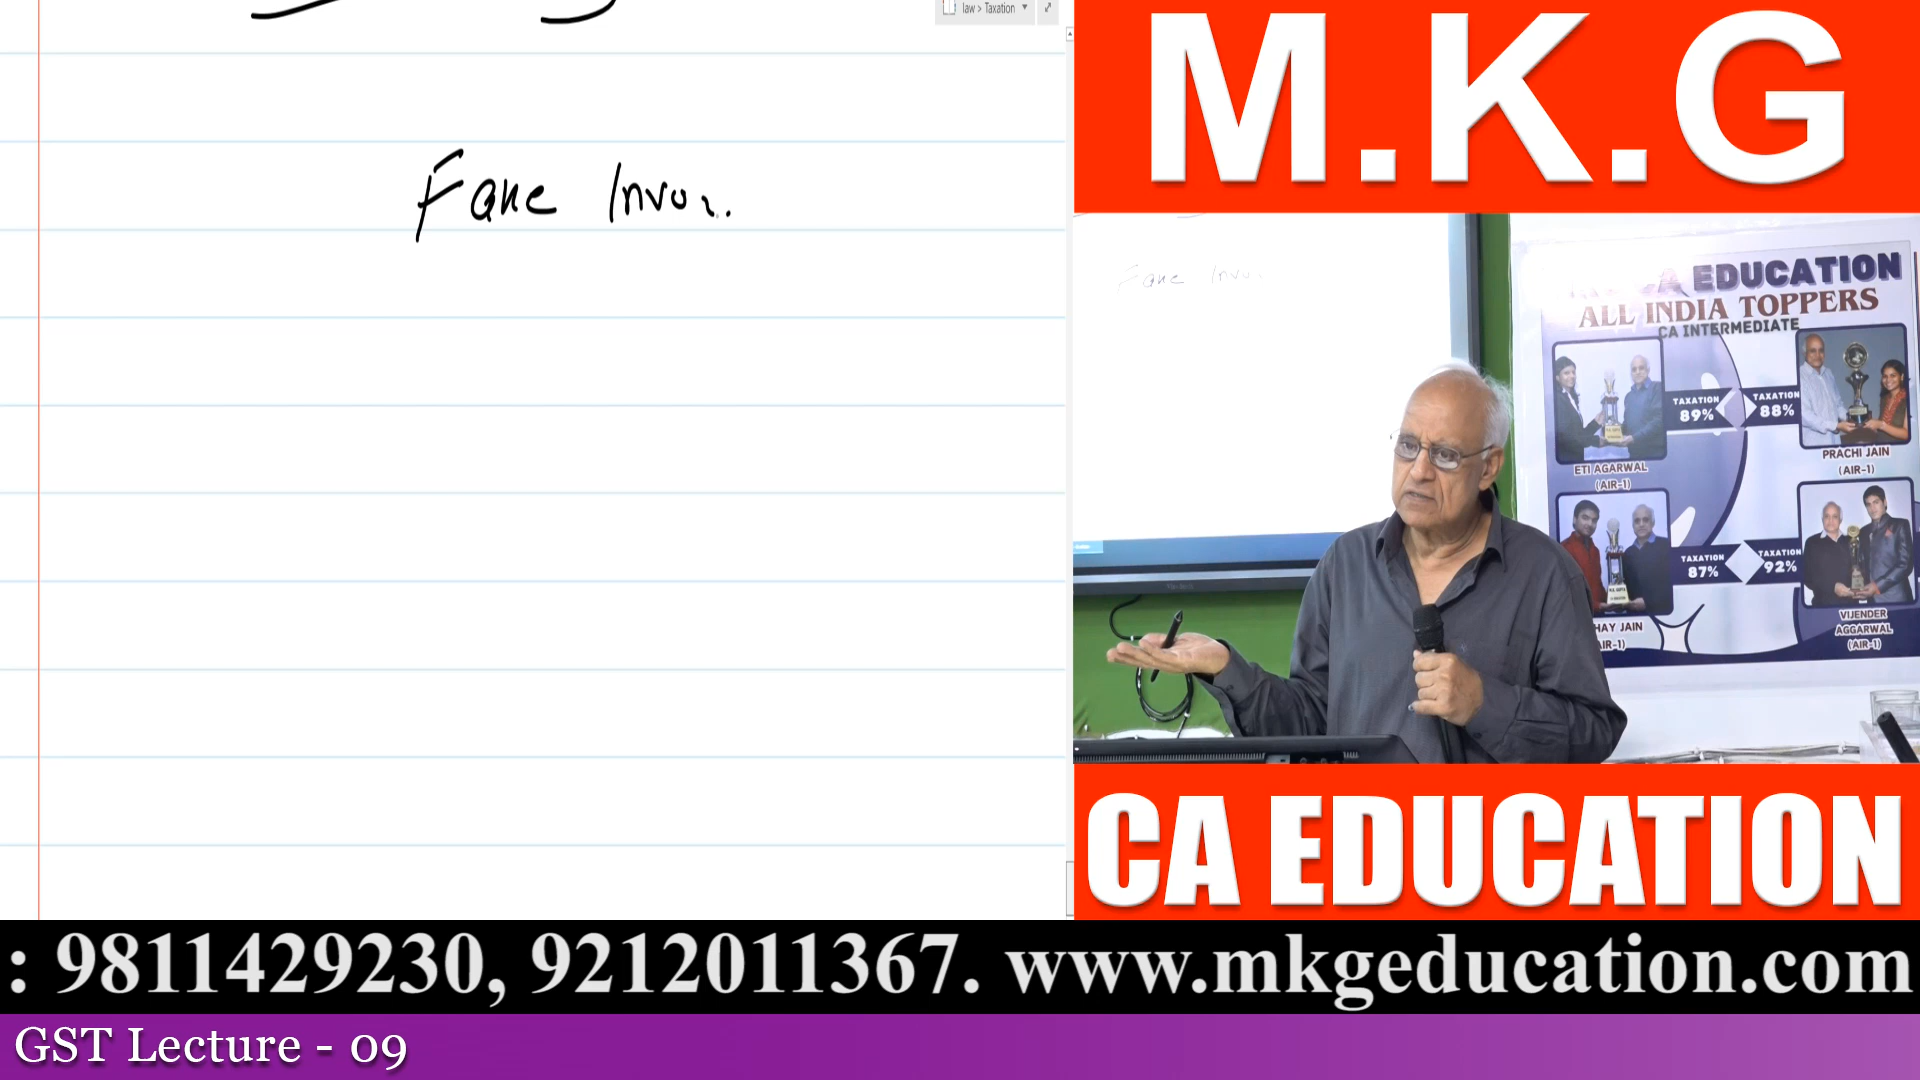 law > Taxation
Fake Invoi..
M.K.G
CA EDUCATION
ALL INDIA TOPPERS
CA INTERMEDIATE
TAXATION 89%
TAXATION 88%
ETI AGARWAL
(AIR-1)
PRACHI JAIN
(AIR-1)
TAXATION 87%
TAXATION 92%
HAY JAIN
IR-1)
VIJENDER
AGGARWAL
(AIR-1)
CA EDUCATION
: 9811429230, 9212011367. www.mkgeducation.com
GST Lecture - 09